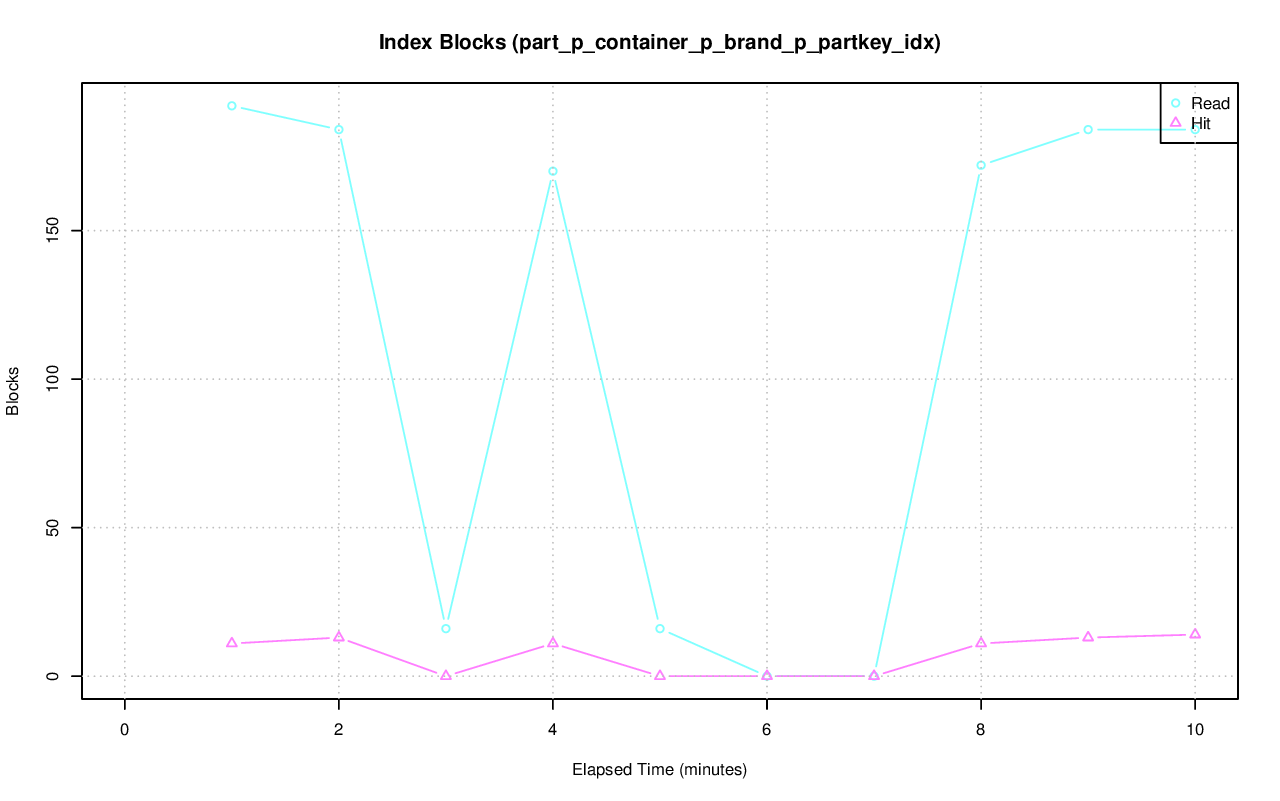 Index Blocks (part_p_container_p_brand_p_partkey_idx)
Read
Hit
150
100
50
0
Blocks
0 2 4 6 8 10
Elapsed Time (minutes)